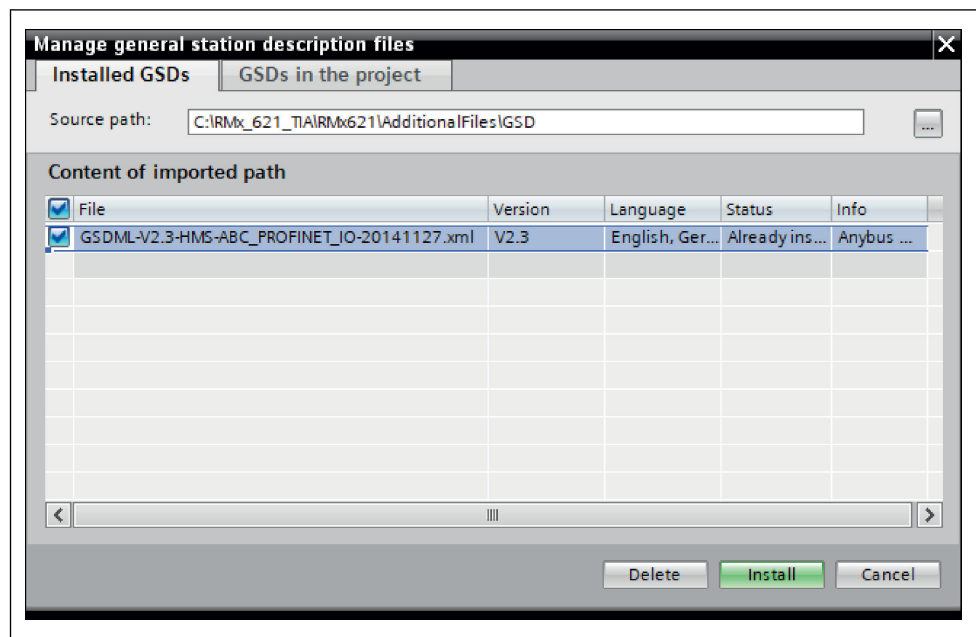 Manage general station description files
Installed GSDs GSDs in the project
Source path: C:\RMx_621_TIA\RMx621\AdditionalFiles\GSD ...
Content of imported path
File Version Language Status Info
GSDML-V2.3-HMS-ABC_PROFINET_IO-20141127.xml V2.3 English, Ger... Already ins... Anybus ...
Delete Install Cancel